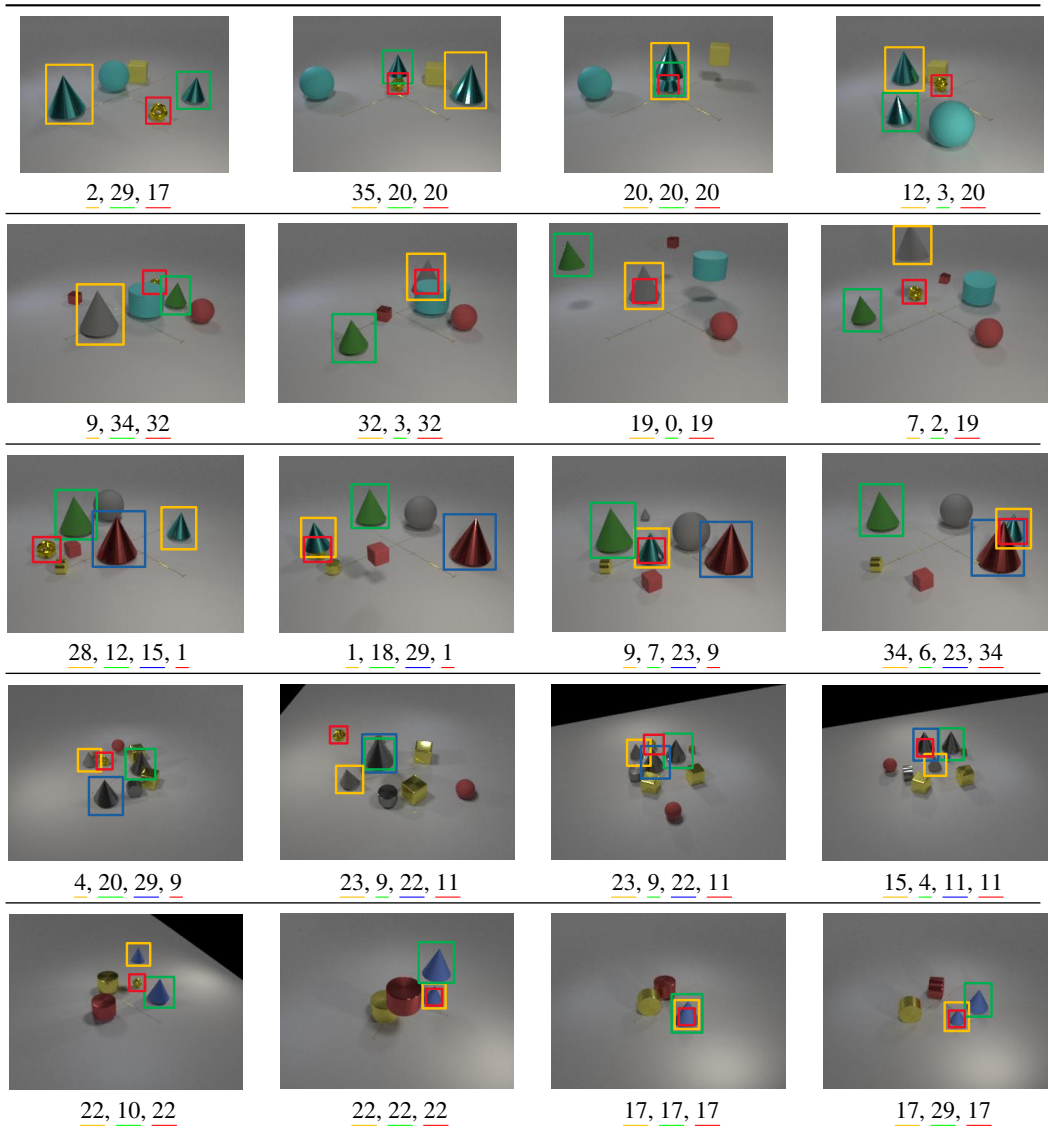 2, 29, 17
35, 20, 20
20, 20, 20
12, 3, 20
9, 34, 32
32, 3, 32
19, 0, 19
7, 2, 19
28, 12, 15, 1
1, 18, 29, 1
9, 7, 23, 9
34, 6, 23, 34
4, 20, 29, 9
23, 9, 22, 11
23, 9, 22, 11
15, 4, 11, 11
22, 10, 22
22, 22, 22
17, 17, 17
17, 29, 17